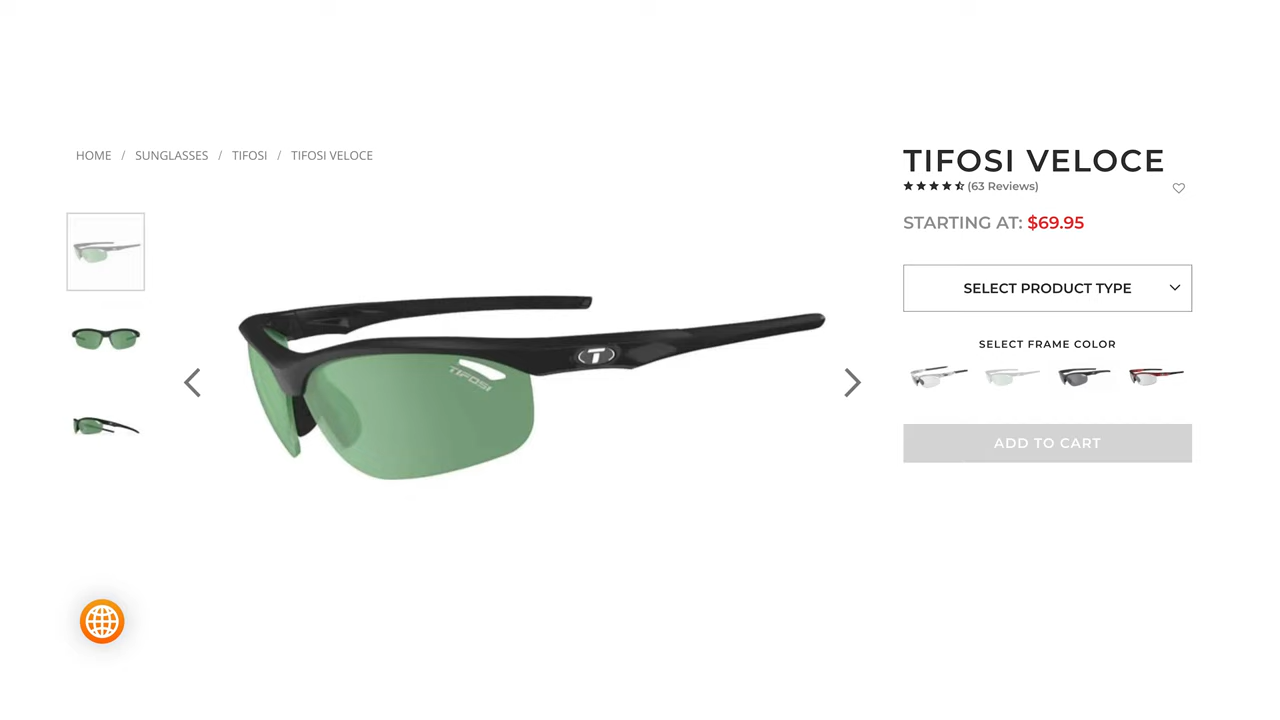 HOME / SUNGLASSES / TIFOSI / TIFOSI VELOCE
TIFOSI VELOCE
(63 Reviews)
STARTING AT: $69.95
SELECT PRODUCT TYPE
SELECT FRAME COLOR
ADD TO CART
TIFOSI
T